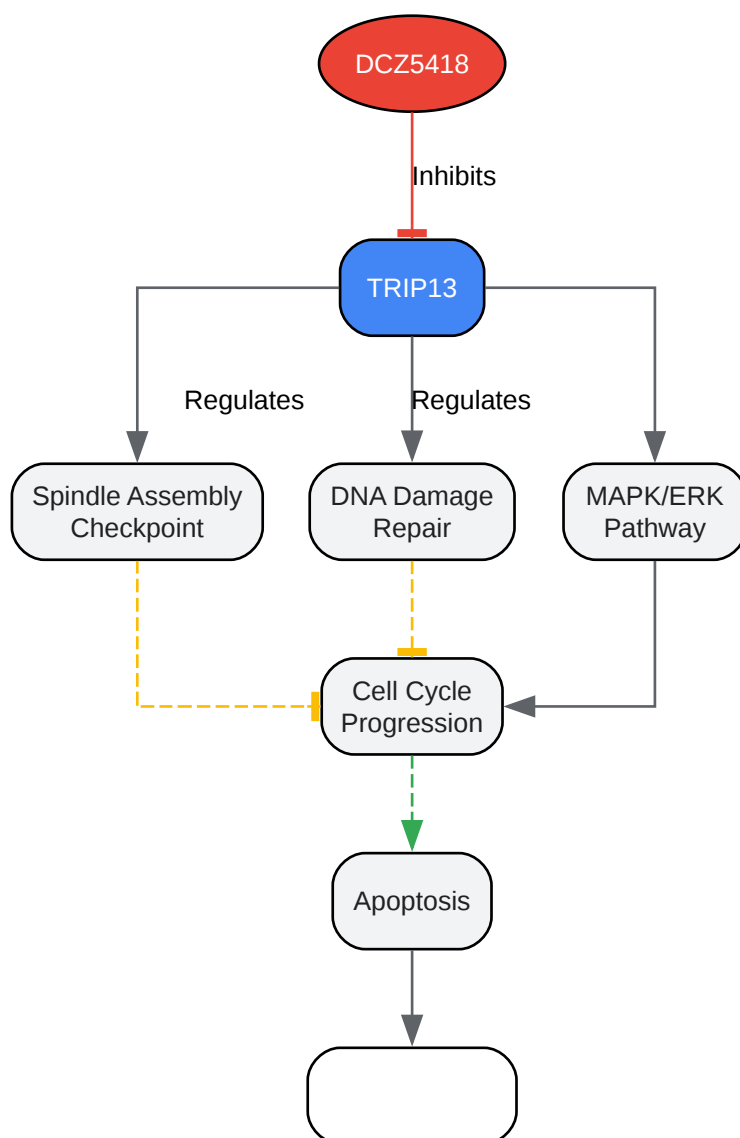 DCZ5418
Inhibits
TRIP13
Regulates
Regulates
Spindle Assembly
Checkpoint
DNA Damage
Repair
MAPK/ERK
Pathway
Cell Cycle
Progression
Apoptosis